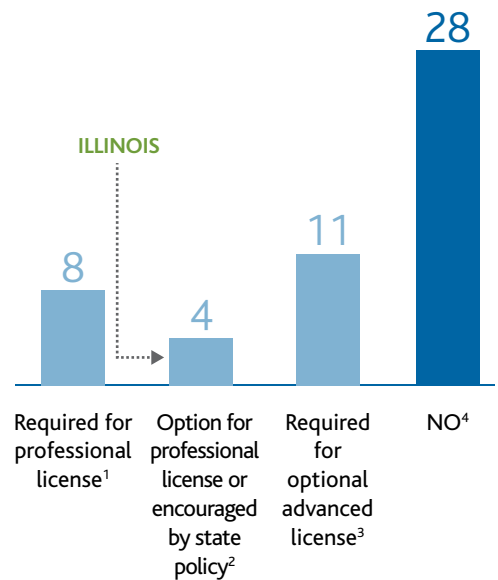 28
ILLINOIS
11
8
4
Required for
professional
license¹
Option for
professional
license or
encouraged
by state
policy²
Required
for
optional
advanced
license³
NO⁴